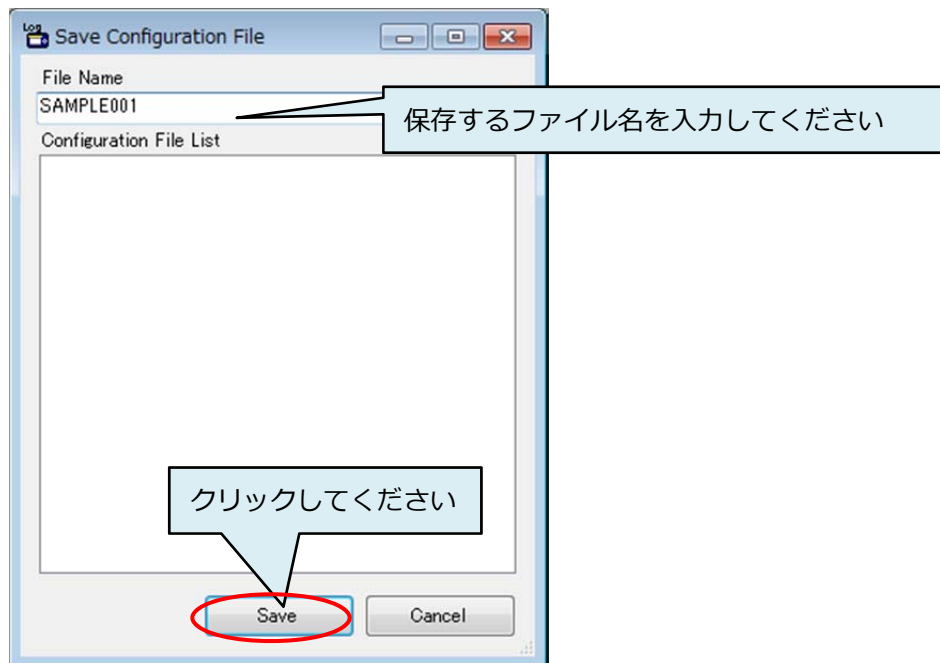 Log
Save Configuration File
File Name
SAMPLE001
保存するファイル名を入力してください
Configuration File List
クリックしてください
Save
Cancel